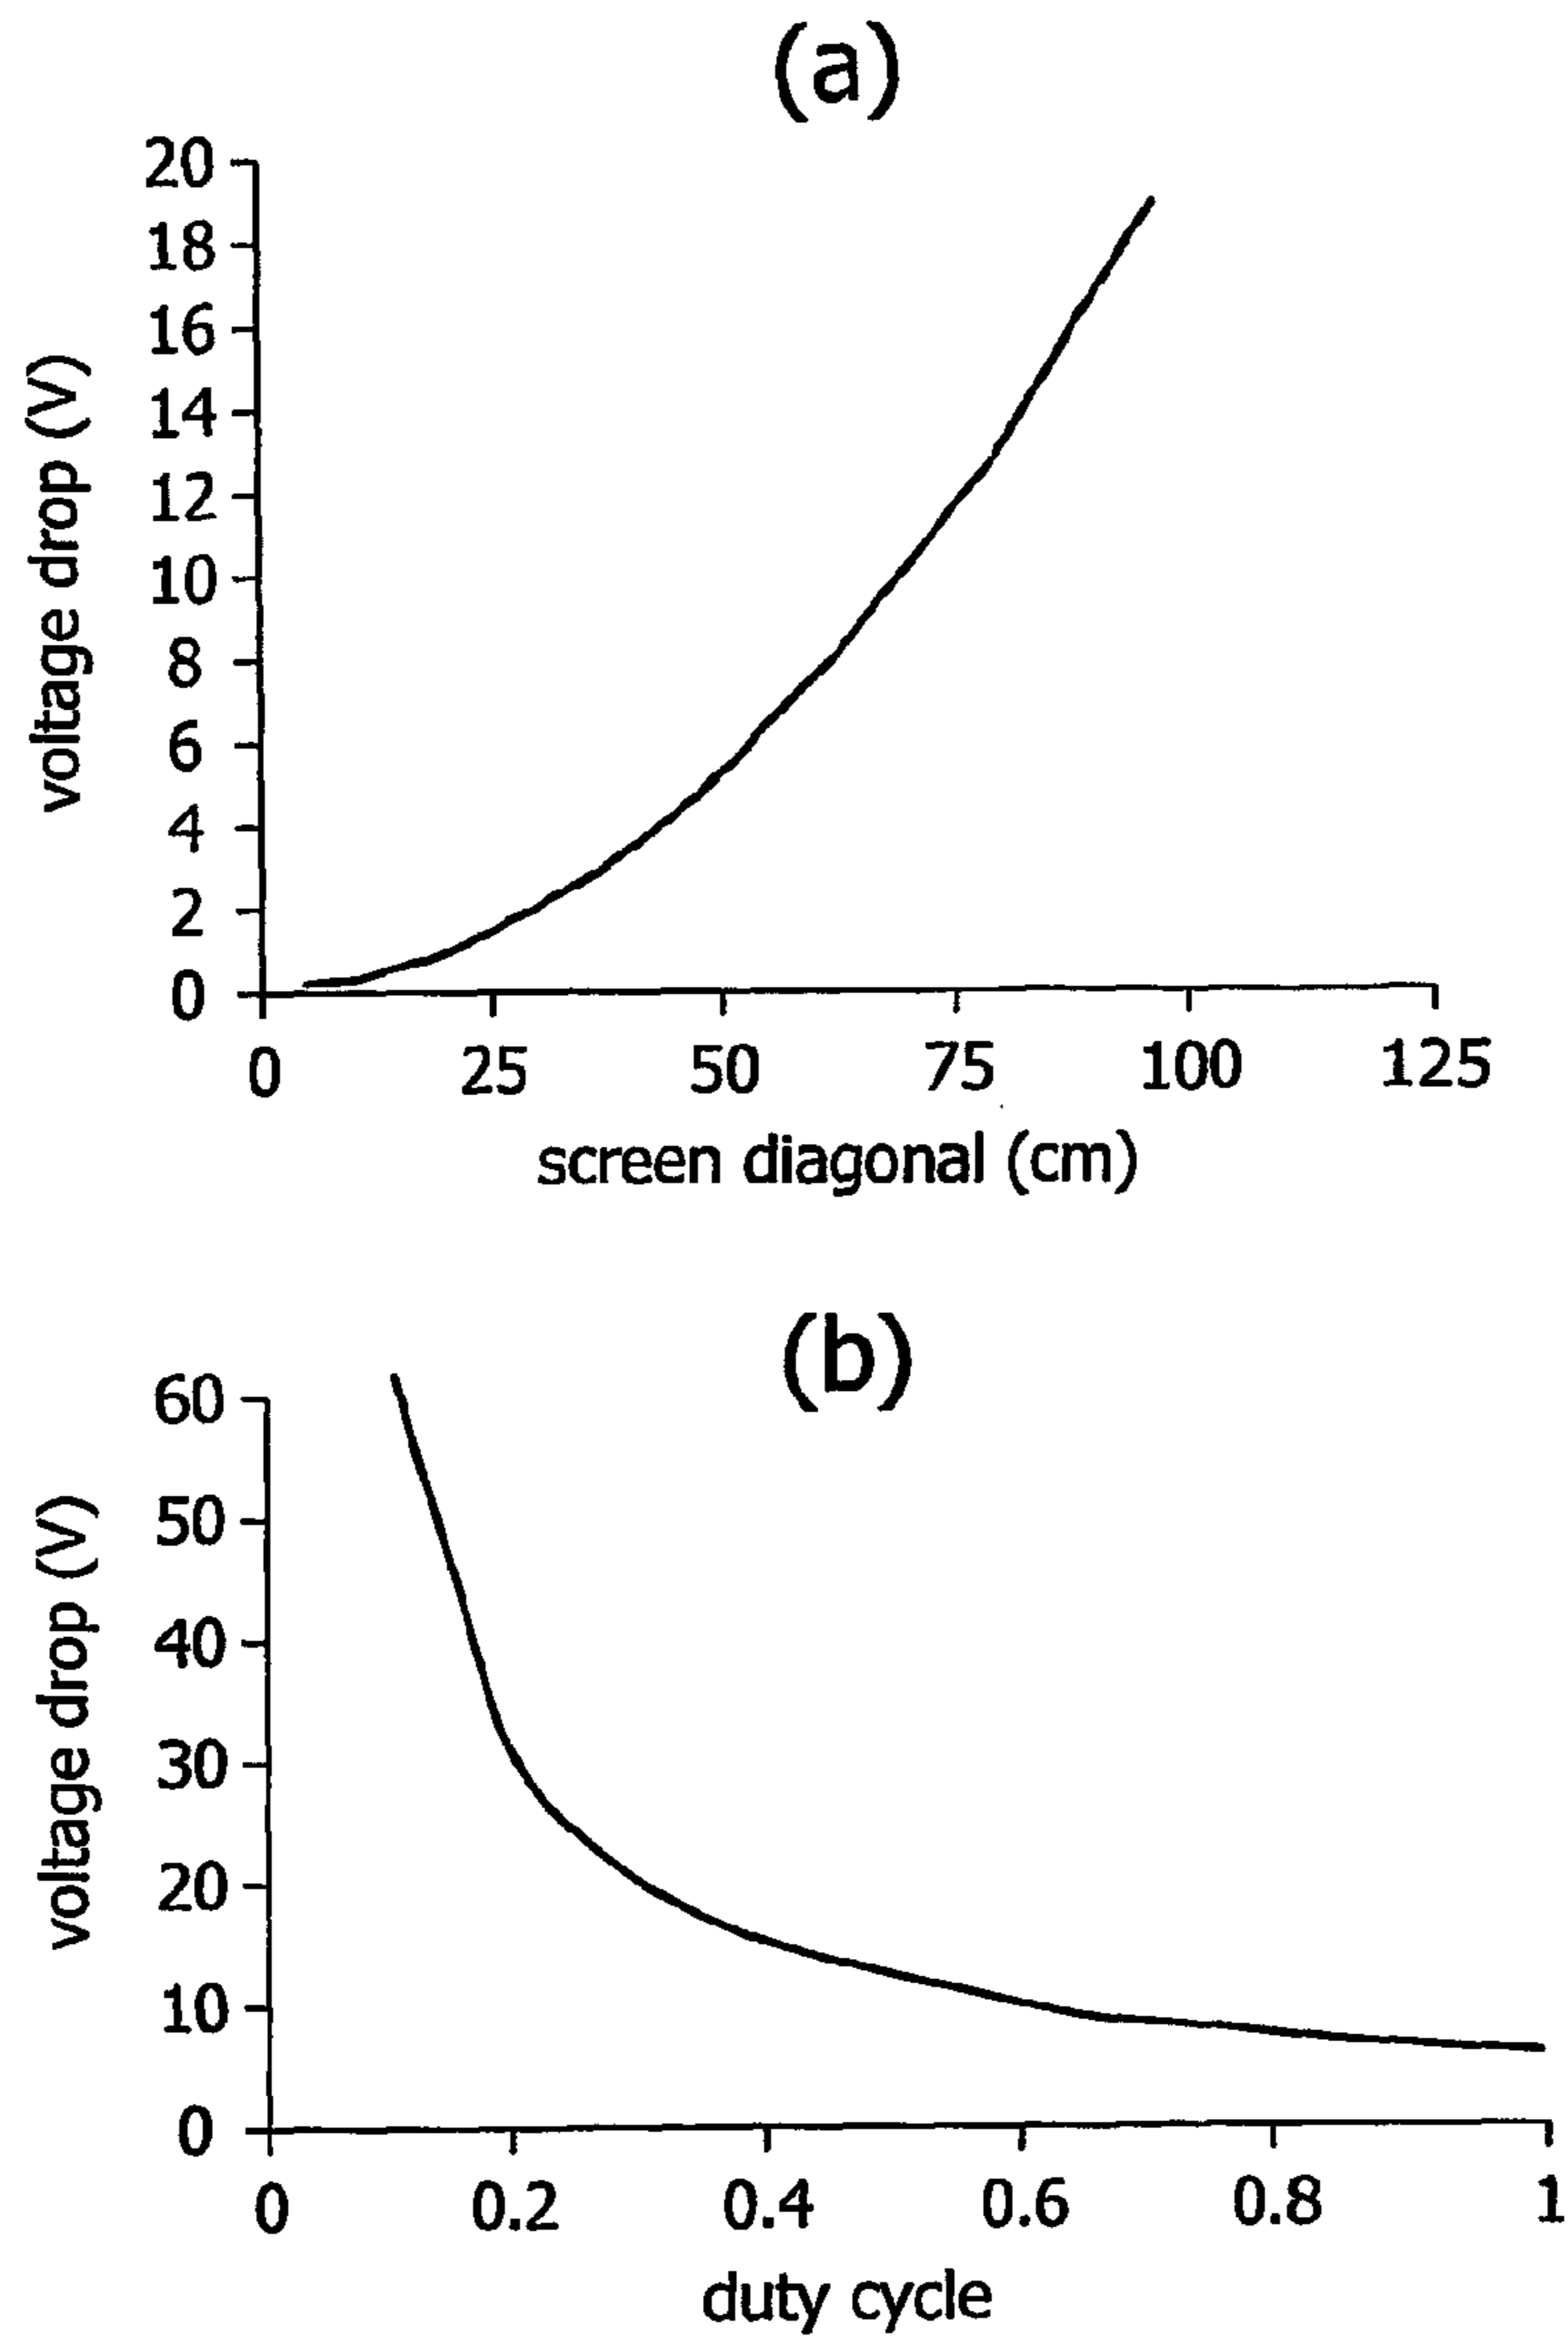 (a)
voltage drop (V)
20
18
16
14
12
10
8
6
4
2
0
0 25 50 75 100 125
screen diagonal (cm)
(b)
voltage drop (V)
60
50
40
30
20
10
0
0 0.2 0.4 0.6 0.8 1
duty cycle